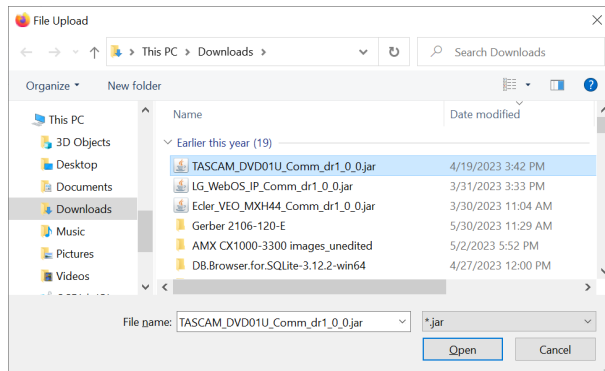 File Upload
This PC > Downloads >
Search Downloads
Organize
New folder
This PC
3D Objects
Desktop
Documents
Downloads
Music
Pictures
Videos
Name
Date modified
Earlier this year (19)
TASCAM_DVD01U_Comm_dr1_0_0.jar 4/19/2023 3:42 PM
LG_WebOS_IP_Comm_dr1_0_0.jar 3/31/2023 3:33 PM
Ecler_VEO_MXH44_Comm_dr1_0_0.jar 3/30/2023 11:04 AM
Gerber 2106-120-E 5/30/2023 11:29 AM
AMX CX1000-3300 images_unedited 5/2/2023 5:52 PM
DB.Browser.for.SQLite-3.12.2-win64 4/27/2023 12:00 PM
File name: TASCAM_DVD01U_Comm_dr1_0_0.jar
*.jar
Open
Cancel